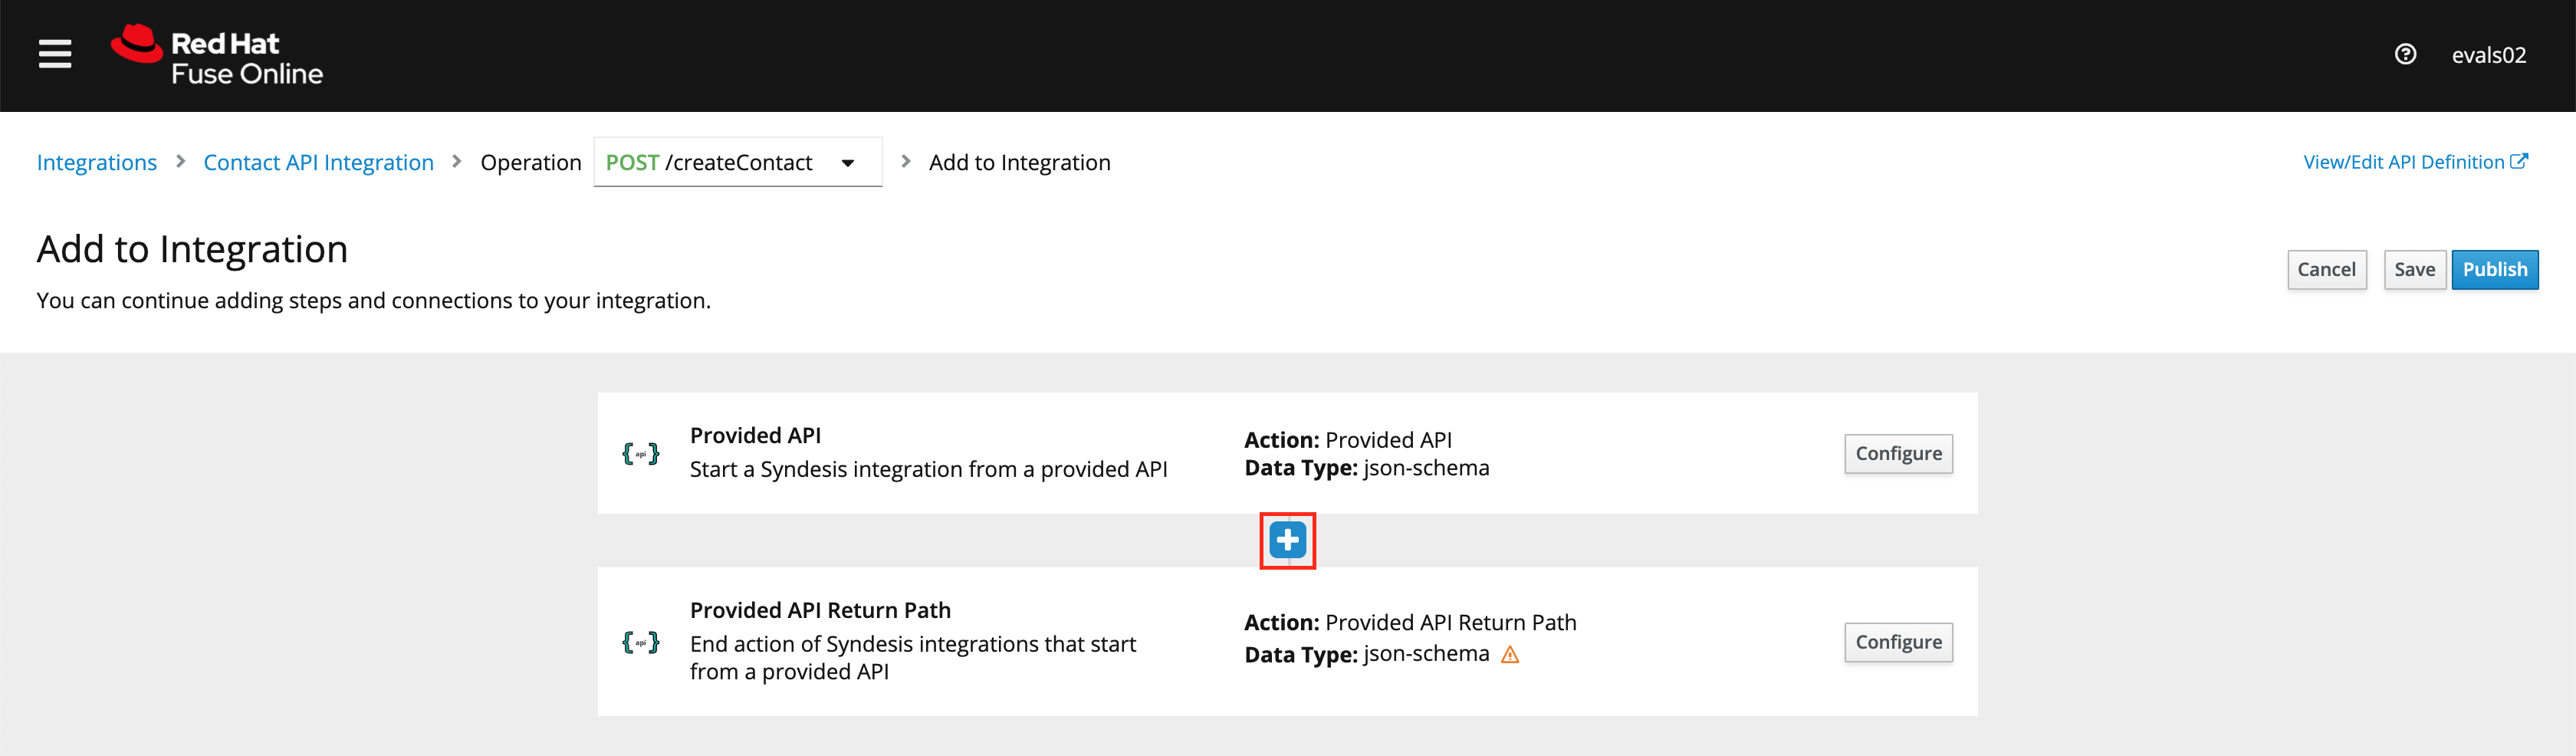 Red Hat
Fuse Online
evals02
Integrations > Contact API Integration > Operation POST /createContact > Add to Integration
View/Edit API Definition
Add to Integration
You can continue adding steps and connections to your integration.
Cancel Save Publish
{api}
Provided API
Start a Syndesis integration from a provided API
Action: Provided API
Data Type: json-schema
Configure
{api}
Provided API Return Path
End action of Syndesis integrations that start
from a provided API
Action: Provided API Return Path
Data Type: json-schema
Configure